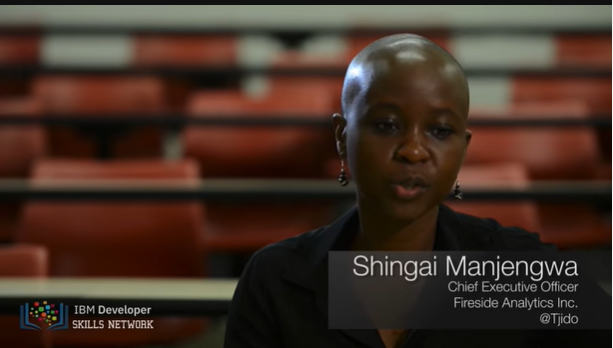 Shingai Manjengwa
Chief Executive Officer
Fireside Analytics Inc.
@Tjido
IBM Developer
SKILLS NETWORK